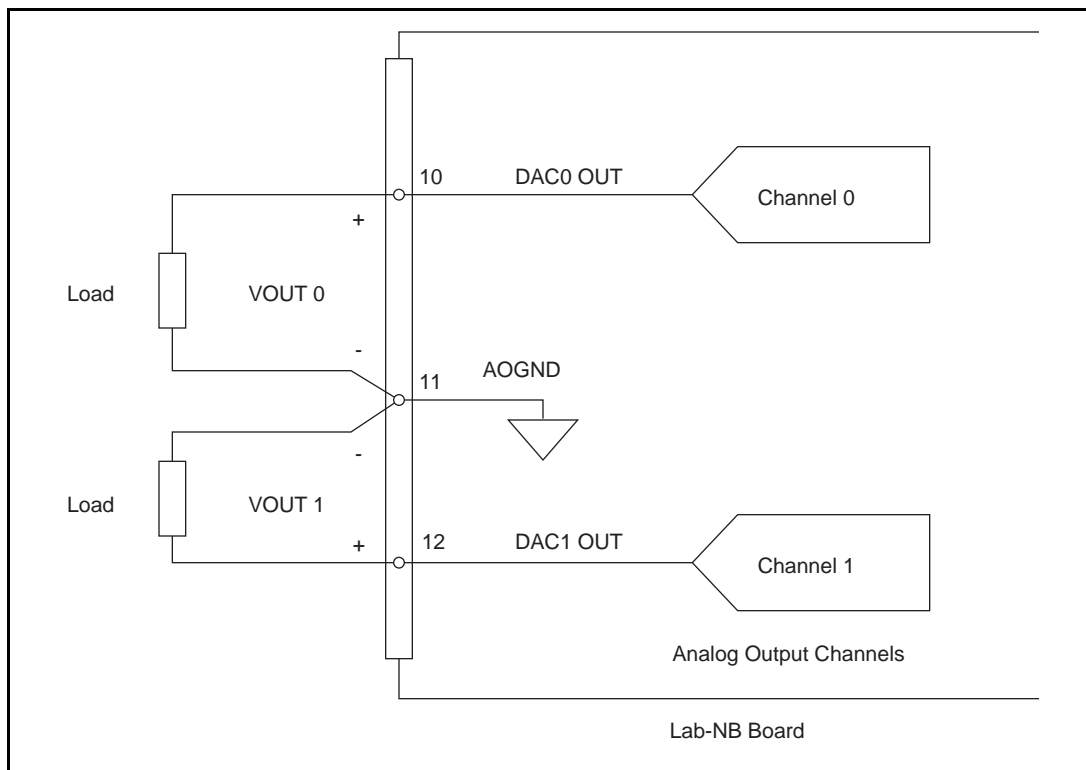 10
DAC0 OUT
Channel 0
+
Load
VOUT 0
-
11
AOGND
-
Load
VOUT 1
+
12
DAC1 OUT
Channel 1
Analog Output Channels
Lab-NB Board